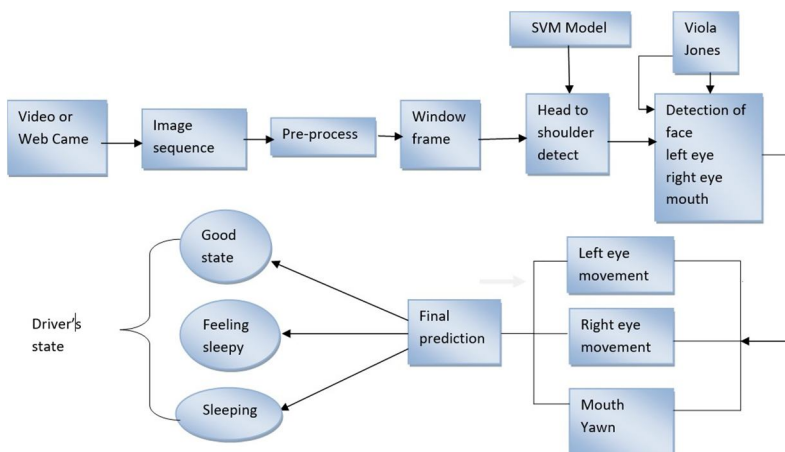 SVM Model
Viola
Jones
Video or
Web Came
Image
sequence
Pre-process
Window
frame
Head to
shoulder
detect
Detection of
face
left eye
right eye
mouth
Good
state
Feeling
sleepy
Sleeping
Driver's
state
Final
prediction
Left eye
movement
Right eye
movement
Mouth
Yawn